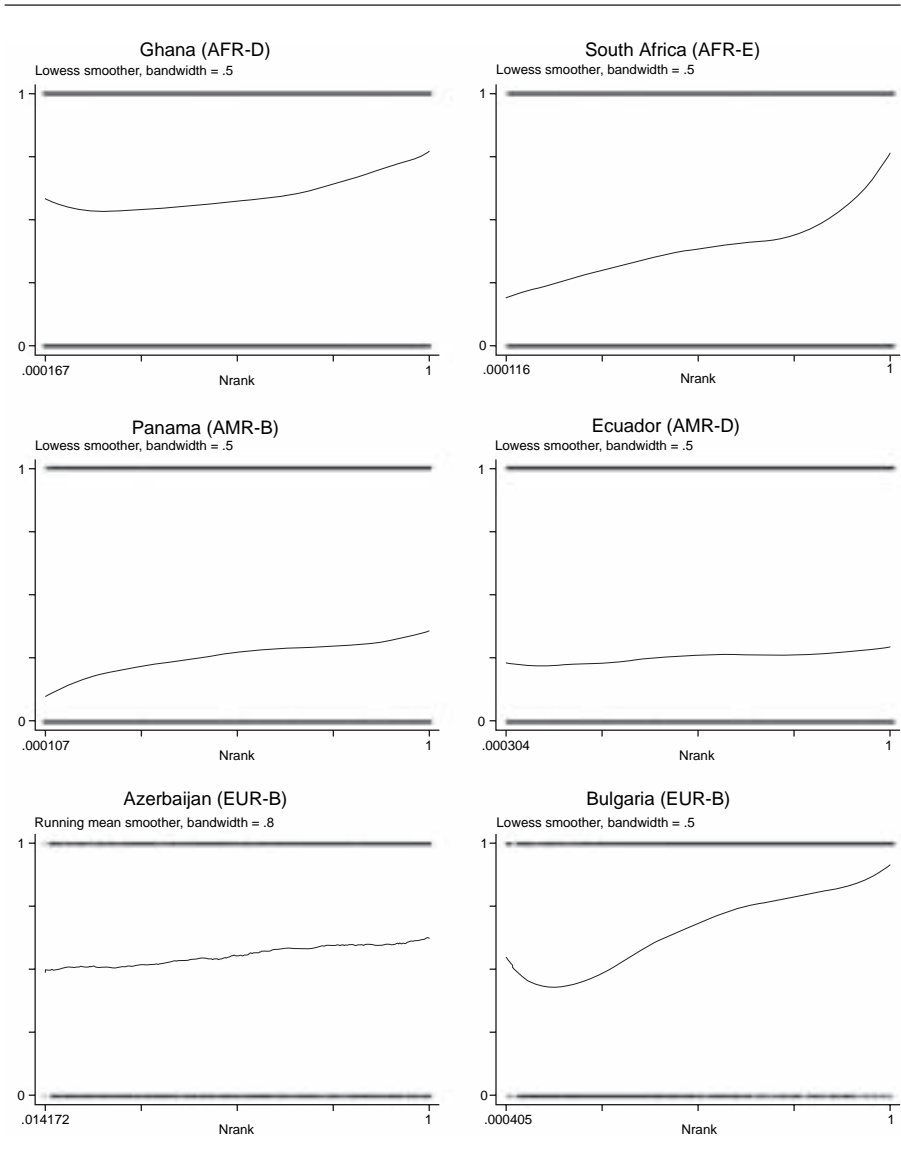 Ghana (AFR-D)
Lowess smoother, bandwidth = .5
1
0
.000167
1
Nrank
South Africa (AFR-E)
Lowess smoother, bandwidth = .5
1
0
.000116
1
Nrank
Panama (AMR-B)
Lowess smoother, bandwidth = .5
1
0
.000107
1
Nrank
Ecuador (AMR-D)
Lowess smoother, bandwidth = .5
1
0
.000304
1
Nrank
Azerbaijan (EUR-B)
Running mean smoother, bandwidth = .8
1
0
.014172
1
Nrank
Bulgaria (EUR-B)
Lowess smoother, bandwidth = .5
1
0
.000405
1
Nrank